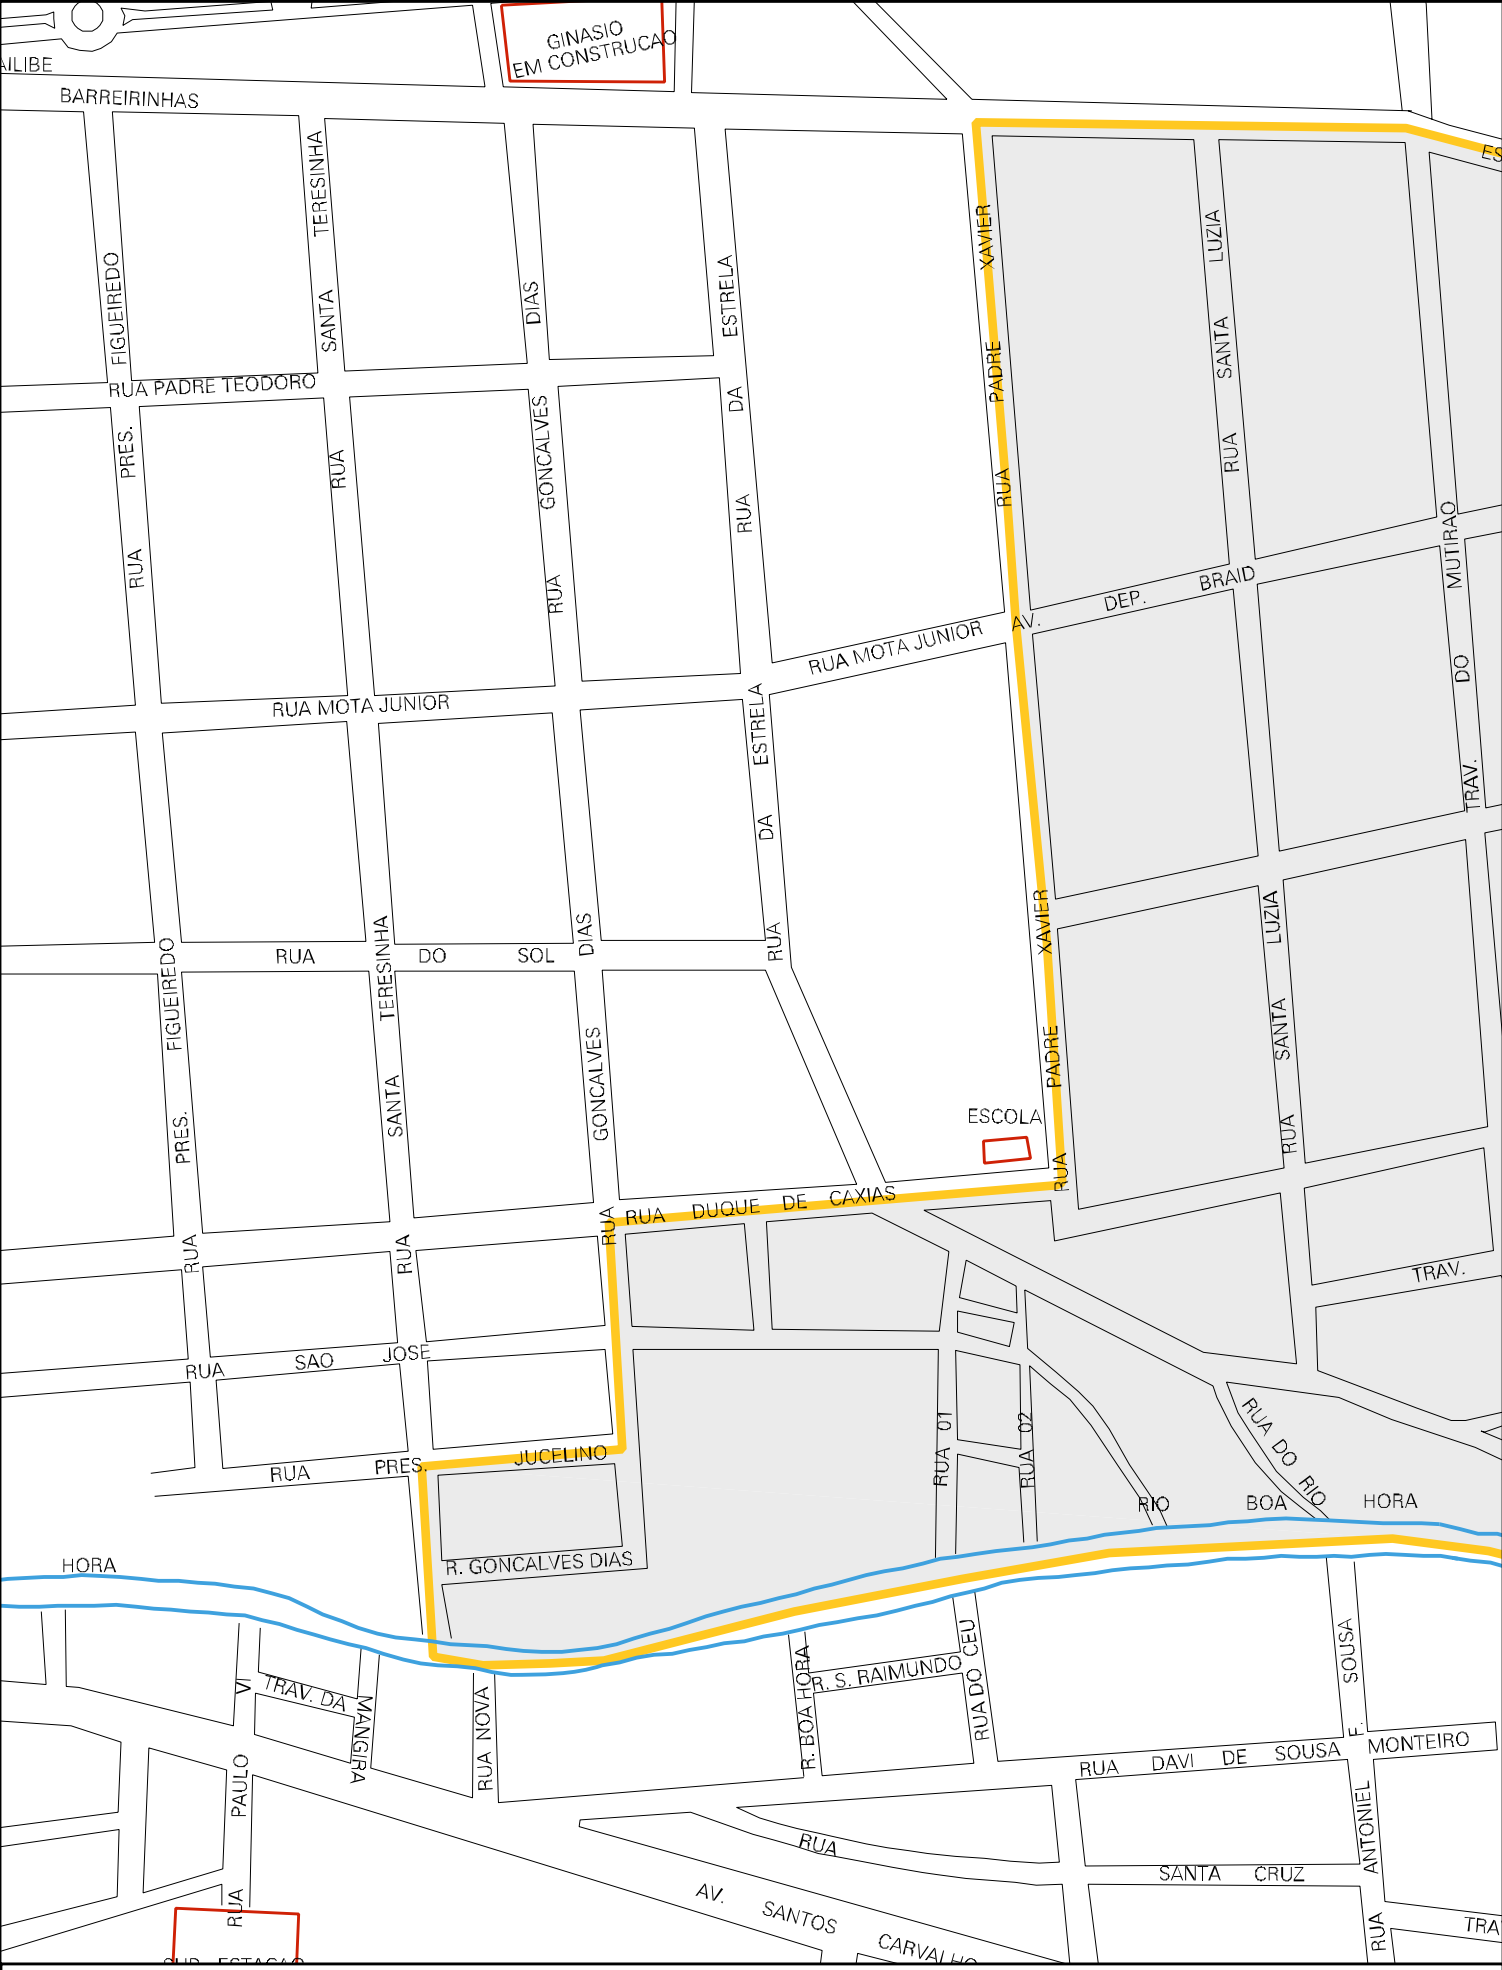 GINASIO
EM CONSTRUCAO
AILIBE
BARREIRINHAS
ES
RUA PRES. FIGUEIREDO
RUA SANTA TERESINHA
RUA GONCALVES DIAS
RUA DA ESTRELA
RUA PADRE XAVIER
RUA SANTA LUZIA
TRAV. DO MUTIRAO
RUA PADRE TEODORO
AV. DEP. BRAID
RUA MOTA JUNIOR
RUA MOTA JUNIOR
RUA DO SOL
RUA PRES. FIGUEIREDO
RUA SANTA TERESINHA
RUA GONCALVES DIAS
RUA DA ESTRELA
RUA PADRE XAVIER
RUA SANTA LUZIA
ESCOLA
RUA DUQUE DE CAXIAS
TRAV.
RUA SAO JOSE
RUA PRES. JUCELINO
RUA 01
RUA 02
RUA DO RIO
RIO BOA HORA
HORA
R. GONCALVES DIAS
RUA PAULO VI
TRAV. DA
MANGIRA
RUA NOVA
R. BOA HORA
R. S. RAIMUNDO
RUA DO CEU
RUA ANTONIEL F. SOUSA
RUA DAVI DE SOUSA MONTEIRO
RUA SANTA CRUZ
AV. SANTOS CARVALHO
TRA
SUB ESTACAO